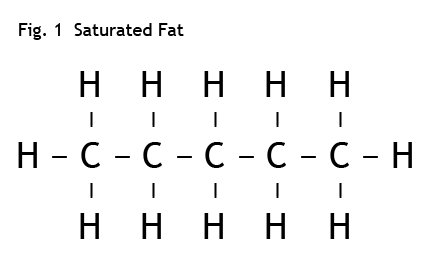 Fig. 1 Saturated Fat
H H H H H
| | | | |
H – C – C – C – C – C – H
| | | | |
H H H H H